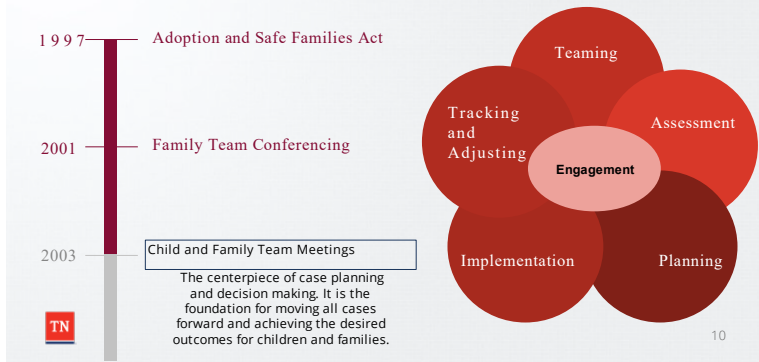 1997
Adoption and Safe Families Act
2001
Family Team Conferencing
2003
Child and Family Team Meetings
The centerpiece of case planning
and decision making. It is the
foundation for moving all cases
forward and achieving the desired
outcomes for children and families.
TN
Teaming
Assessment
Planning
Implementation
Tracking
and
Adjusting
Engagement
10